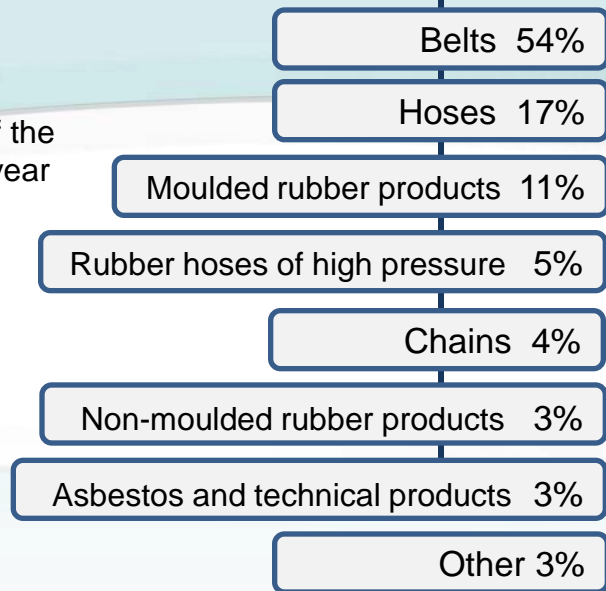 Belts 54%
Hoses 17%
the
year
Moulded rubber products 11%
Rubber hoses of high pressure 5%
Chains 4%
Non-moulded rubber products 3%
Asbestos and technical products 3%
Other 3%